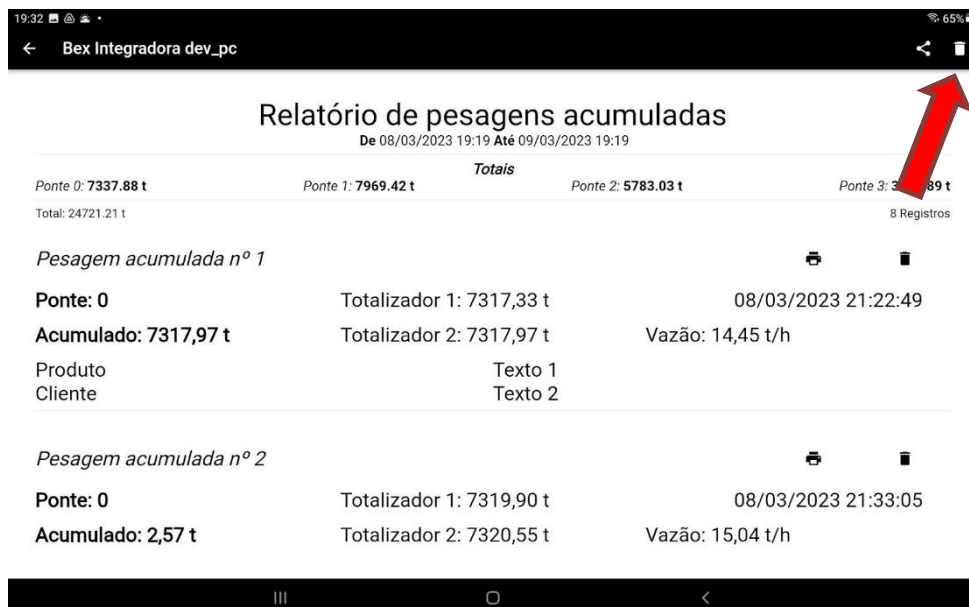 19:32 65%
Bex Integradora dev_pc
Relatório de pesagens acumuladas
De 08/03/2023 19:19 Até 09/03/2023 19:19
Totais
Ponte 0: 7337.88 t Ponte 1: 7969.42 t Ponte 2: 5783.03 t Ponte 3:
Total: 24721.21 t 8 Registros
Pesagem acumulada nº 1
Ponte: 0 Totalizador 1: 7317,33 t 08/03/2023 21:22:49
Acumulado: 7317,97 t Totalizador 2: 7317,97 t Vazão: 14,45 t/h
Produto Texto 1
Cliente Texto 2
Pesagem acumulada nº 2
Ponte: 0 Totalizador 1: 7319,90 t 08/03/2023 21:33:05
Acumulado: 2,57 t Totalizador 2: 7320,55 t Vazão: 15,04 t/h